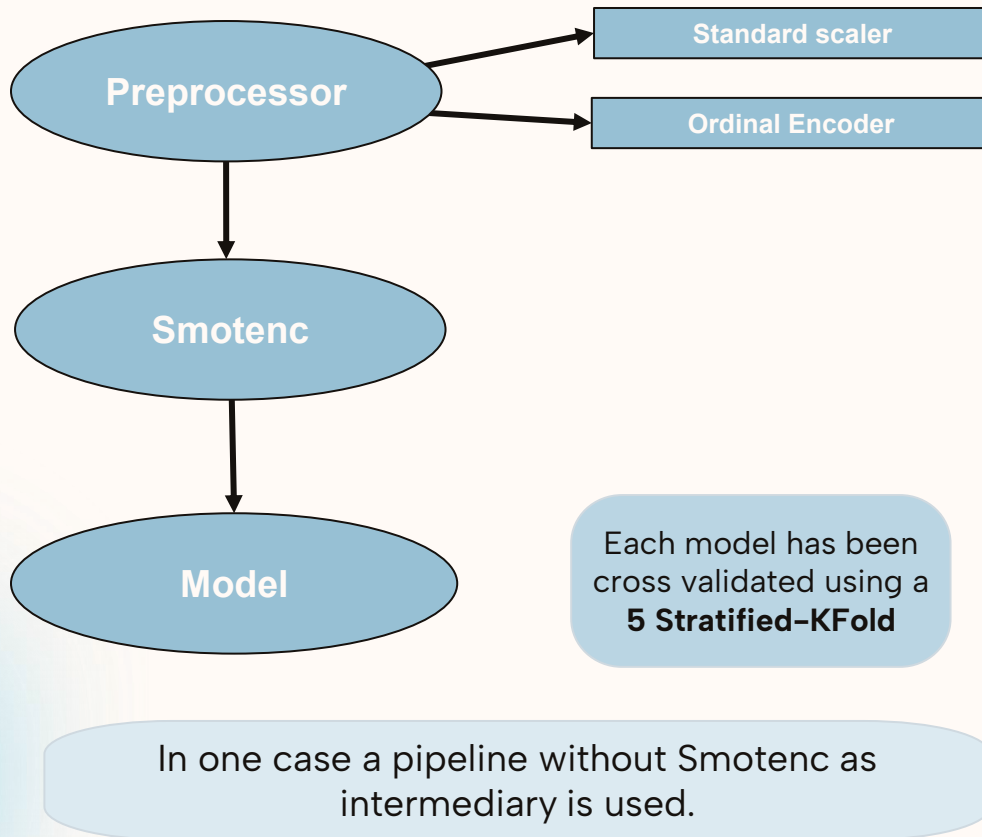 Preprocessor
Standard scaler
Ordinal Encoder
Smotenc
Model
Each model has been
cross validated using a
5 Stratified-KFold
In one case a pipeline without Smotenc as
intermediary is used.